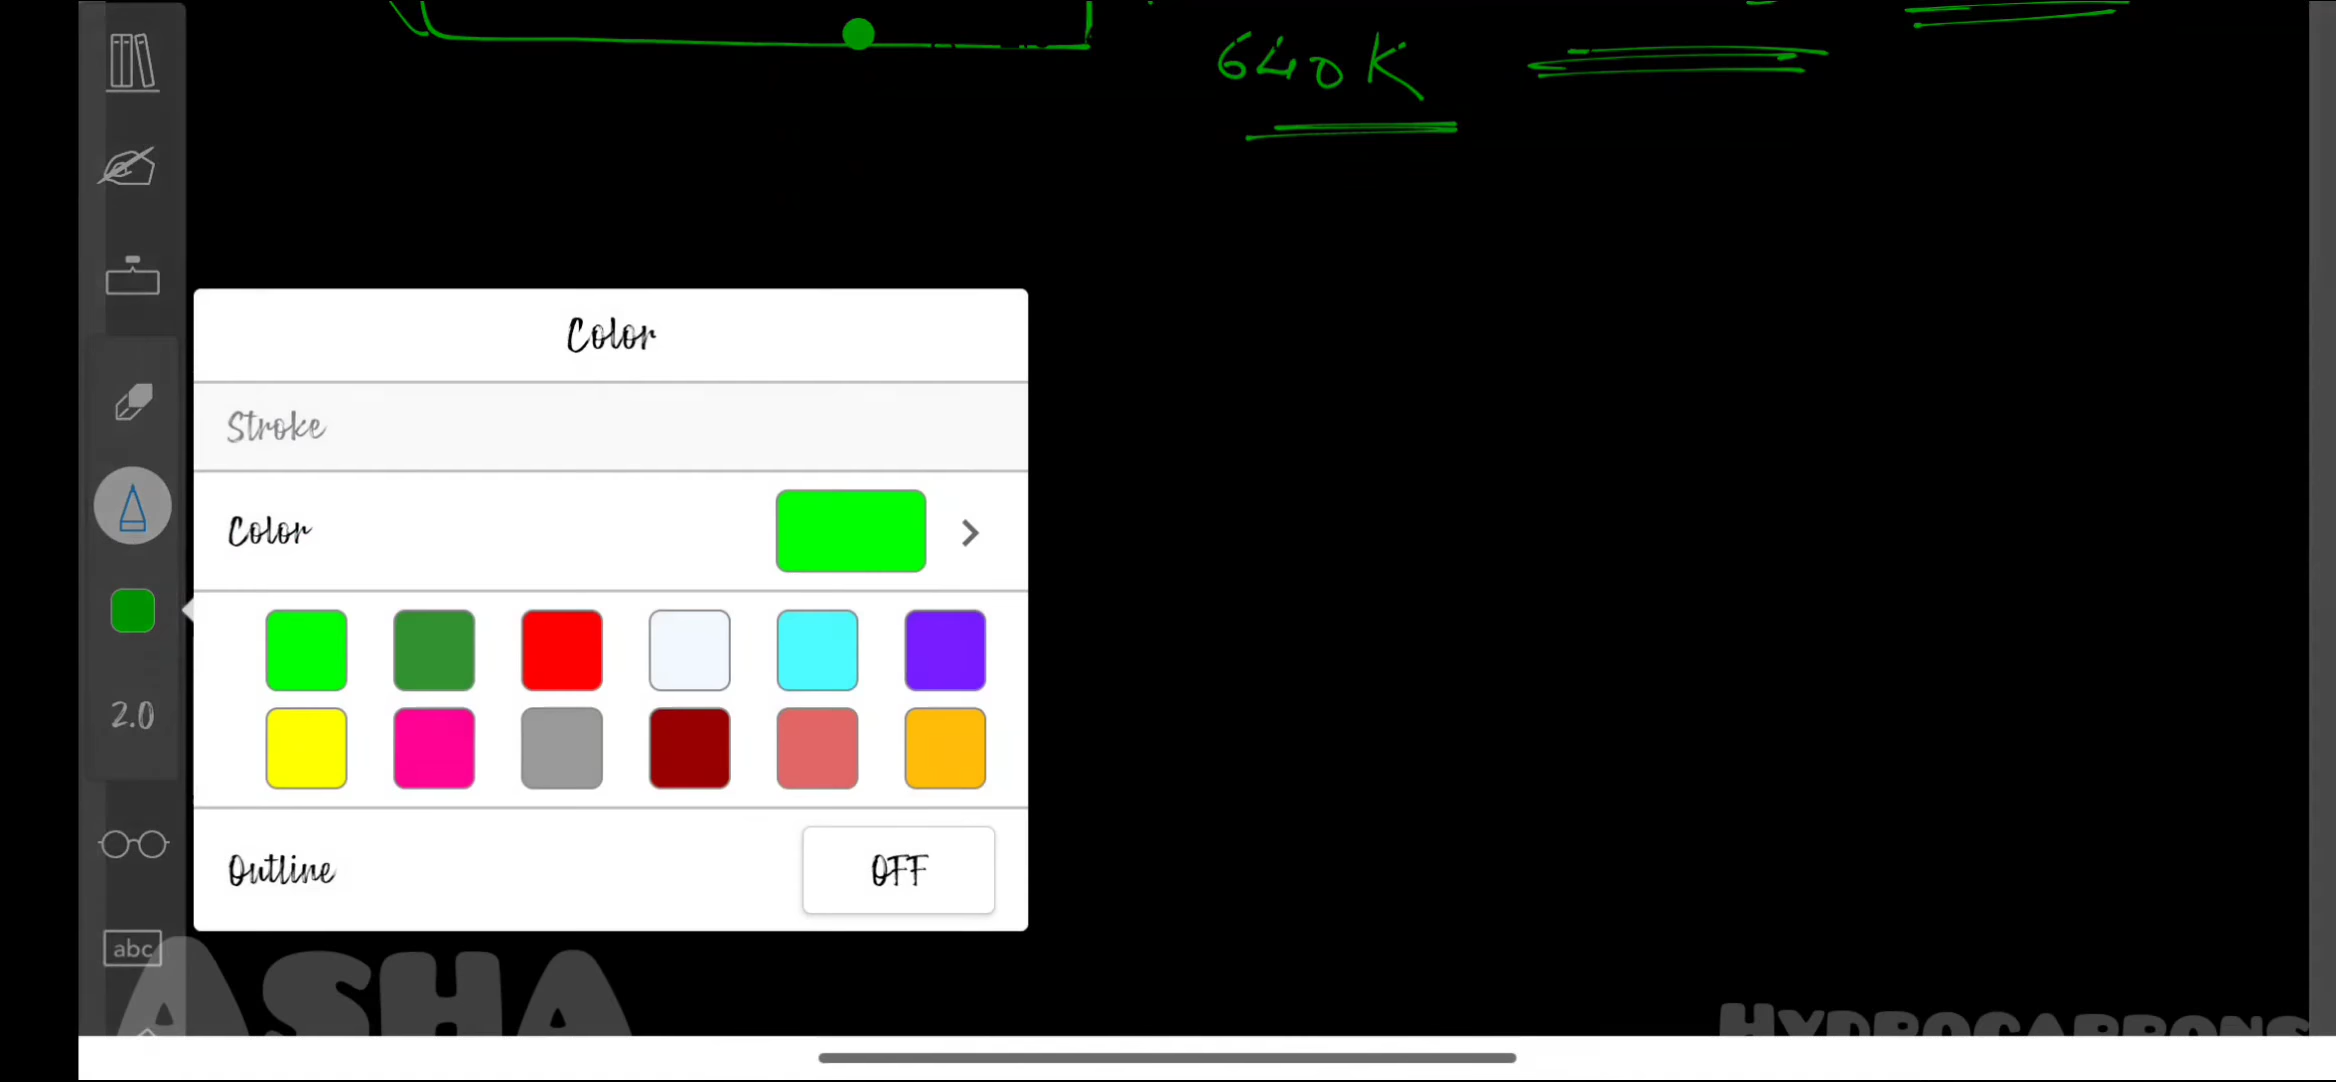 640K
Color
Stroke
Color
2.0
Outline OFF
abc
ASHA
HYDROCARBONS